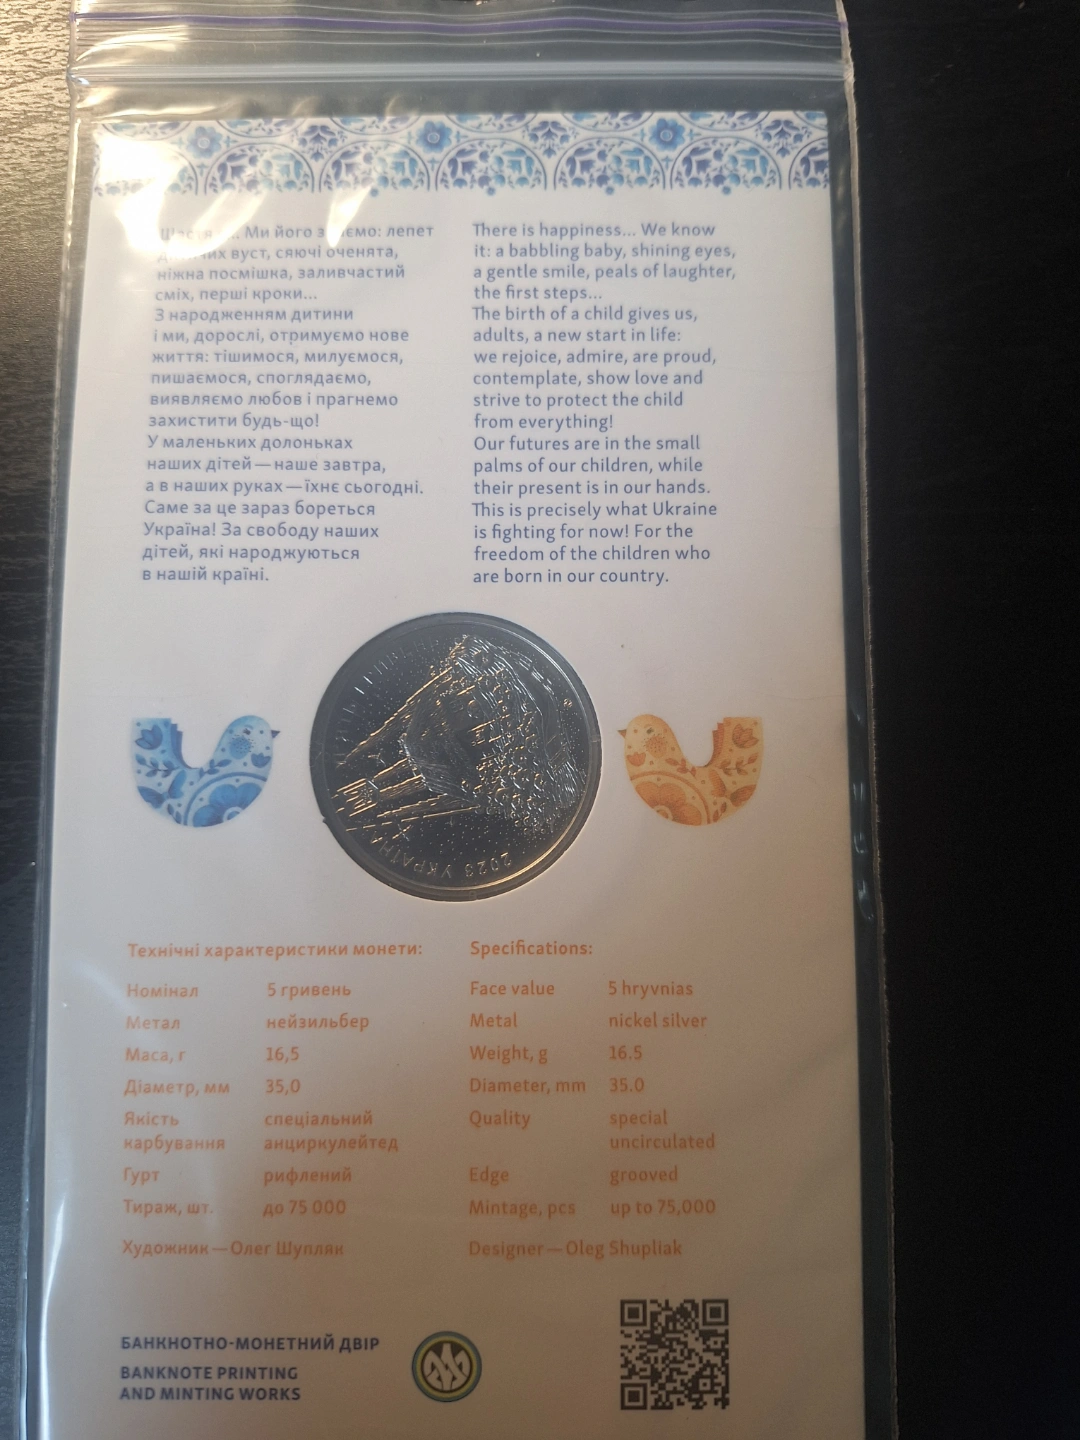 Щастя є... Ми його знаємо: лепет
дитячих вуст, сяючі оченята,
ніжна посмішка, заливчастий
сміх, перші кроки...
З народженням дитини
і ми, дорослі, отримуємо нове
життя: тішимося, милуємося,
пишаємося, споглядаємо,
виявляємо любов і прагнемо
захистити будь-що!
У маленьких долоньках
наших дітей — наше завтра,
а в наших руках — їхнє сьогодні.
Саме за це зараз бореться
Україна! За свободу наших
дітей, які народжуються
в нашій країні.
There is happiness... We know
it: a babbling baby, shining eyes,
a gentle smile, peals of laughter,
the first steps...
The birth of a child gives us,
adults, a new start in life:
we rejoice, admire, are proud,
contemplate, show love and
strive to protect the child
from everything!
Our futures are in the small
palms of our children, while
their present is in our hands.
This is precisely what Ukraine
is fighting for now! For the
freedom of the children who
are born in our country.
2023 УКРАЇНА
Технічні характеристики монети:
Номінал 5 гривень
Метал нейзильбер
Маса, г 16,5
Діаметр, мм 35,0
Якість спеціальний
карбування анциркулейтед
Гурт рифлений
Тираж, шт. до 75 000
Художник — Олег Шупляк
Specifications:
Face value 5 hryvnias
Metal nickel silver
Weight, g 16.5
Diameter, mm 35.0
Quality special
uncirculated
Edge grooved
Mintage, pcs up to 75,000
Designer — Oleg Shupliak
БАНКНОТНО-МОНЕТНИЙ ДВІР
BANKNOTE PRINTING
AND MINTING WORKS